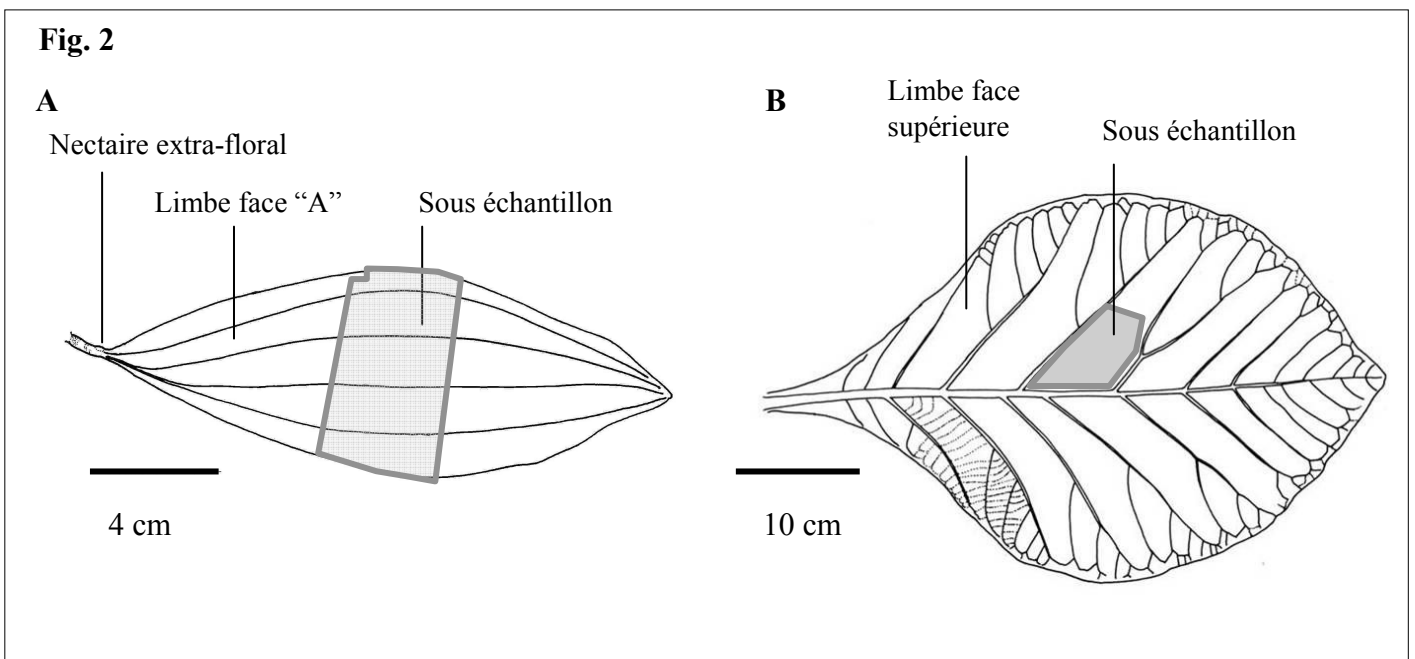 Fig. 2
A
Nectaire extra-floral
Limbe face “A”
Sous échantillon
4 cm
B
Limbe face
supérieure
Sous échantillon
10 cm